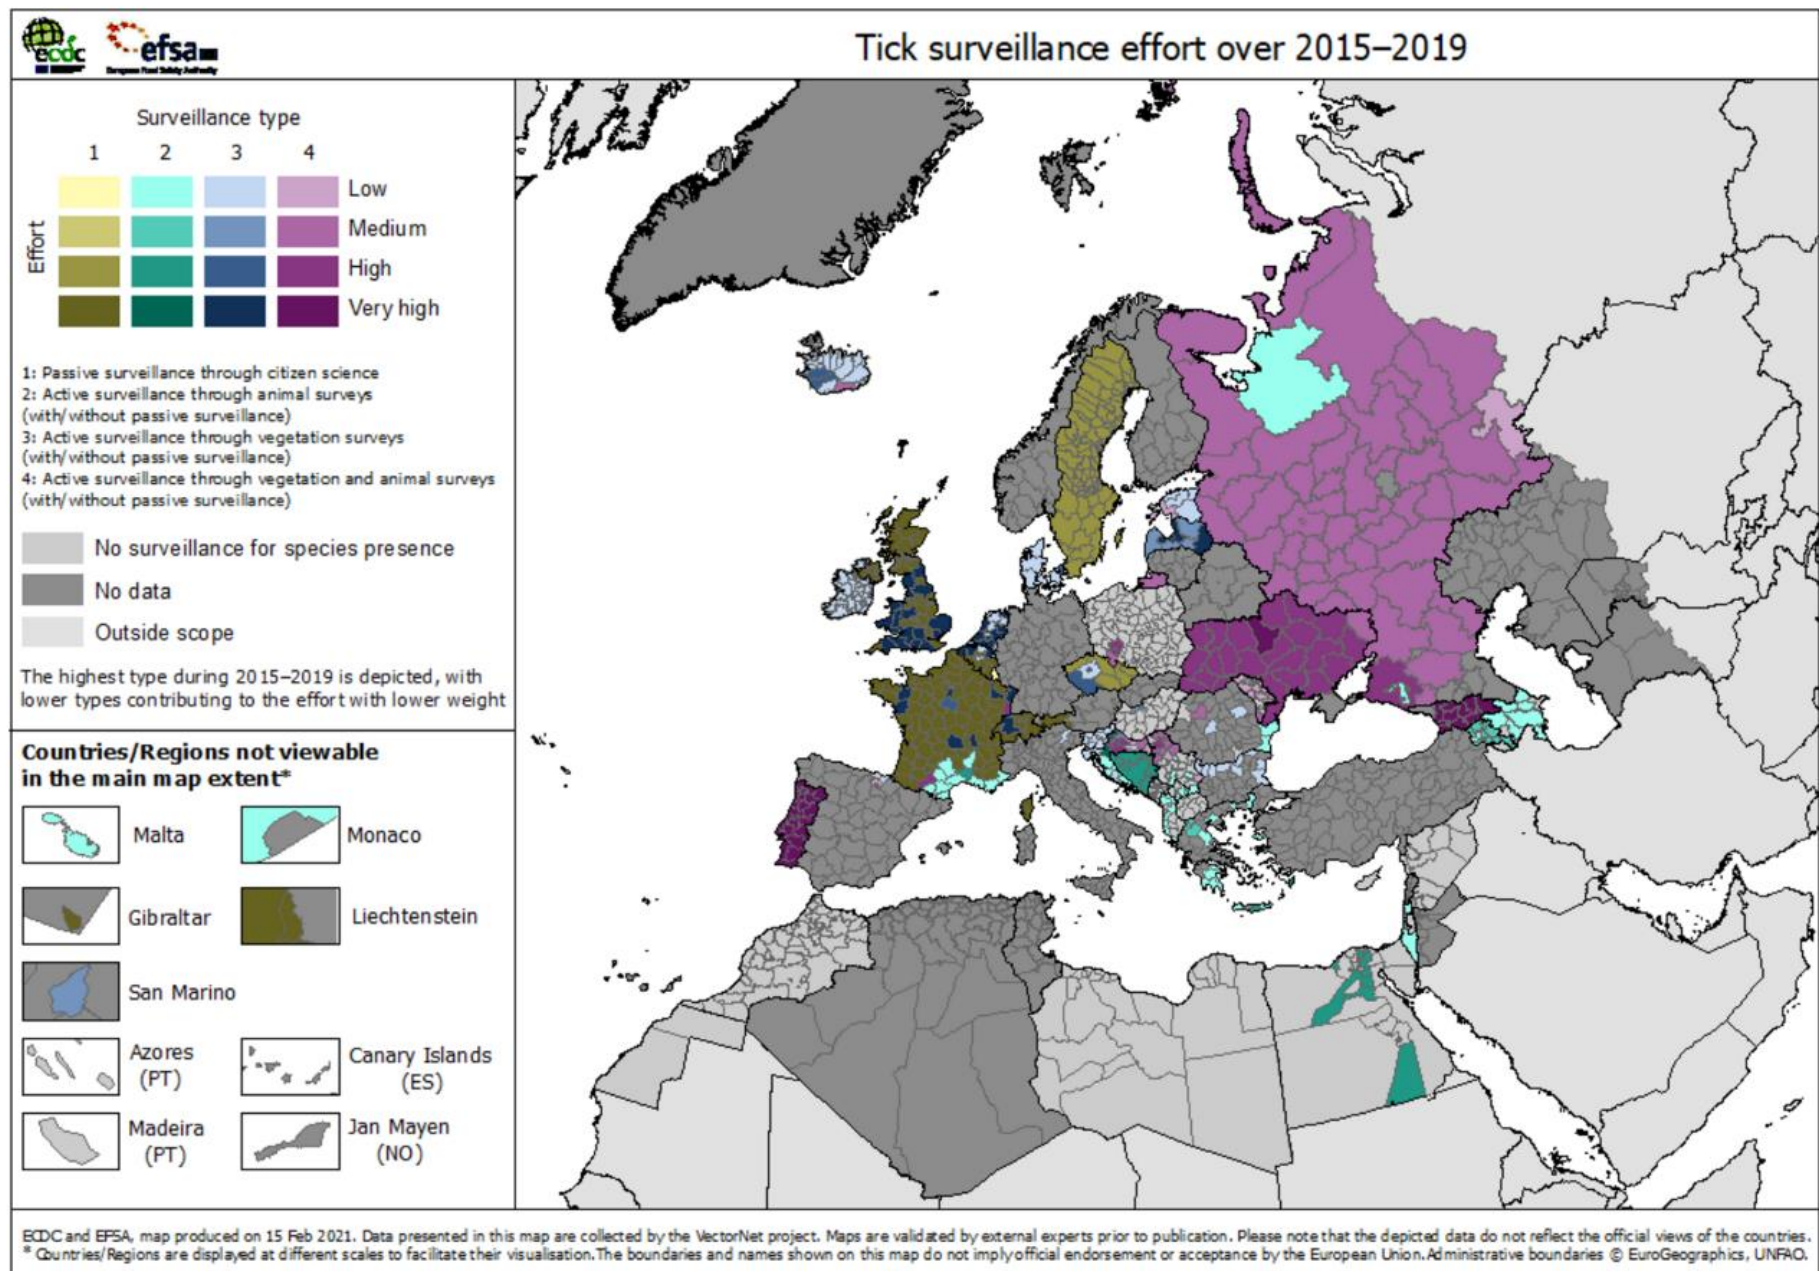 ecdc
efsa
European Food Safety Authority
Tick surveillance effort over 2015–2019
Surveillance type
1 2 3 4
Effort
Low
Medium
High
Very high
1: Passive surveillance through citizen science
2: Active surveillance through animal surveys
(with/without passive surveillance)
3: Active surveillance through vegetation surveys
(with/without passive surveillance)
4: Active surveillance through vegetation and animal surveys
(with/without passive surveillance)
No surveillance for species presence
No data
Outside scope
The highest type during 2015–2019 is depicted, with
lower types contributing to the effort with lower weight
Countries/Regions not viewable
in the main map extent*
Malta
Monaco
Gibraltar
Liechtenstein
San Marino
Azores
(PT)
Canary Islands
(ES)
Madeira
(PT)
Jan Mayen
(NO)
ECDC and EFSA, map produced on 15 Feb 2021. Data presented in this map are collected by the VectorNet project. Maps are validated by external experts prior to publication. Please note that the depicted data do not reflect the official views of the countries.
* Countries/Regions are displayed at different scales to facilitate their visualisation. The boundaries and names shown on this map do not imply official endorsement or acceptance by the European Union. Administrative boundaries © EuroGeographics, UNFAO.